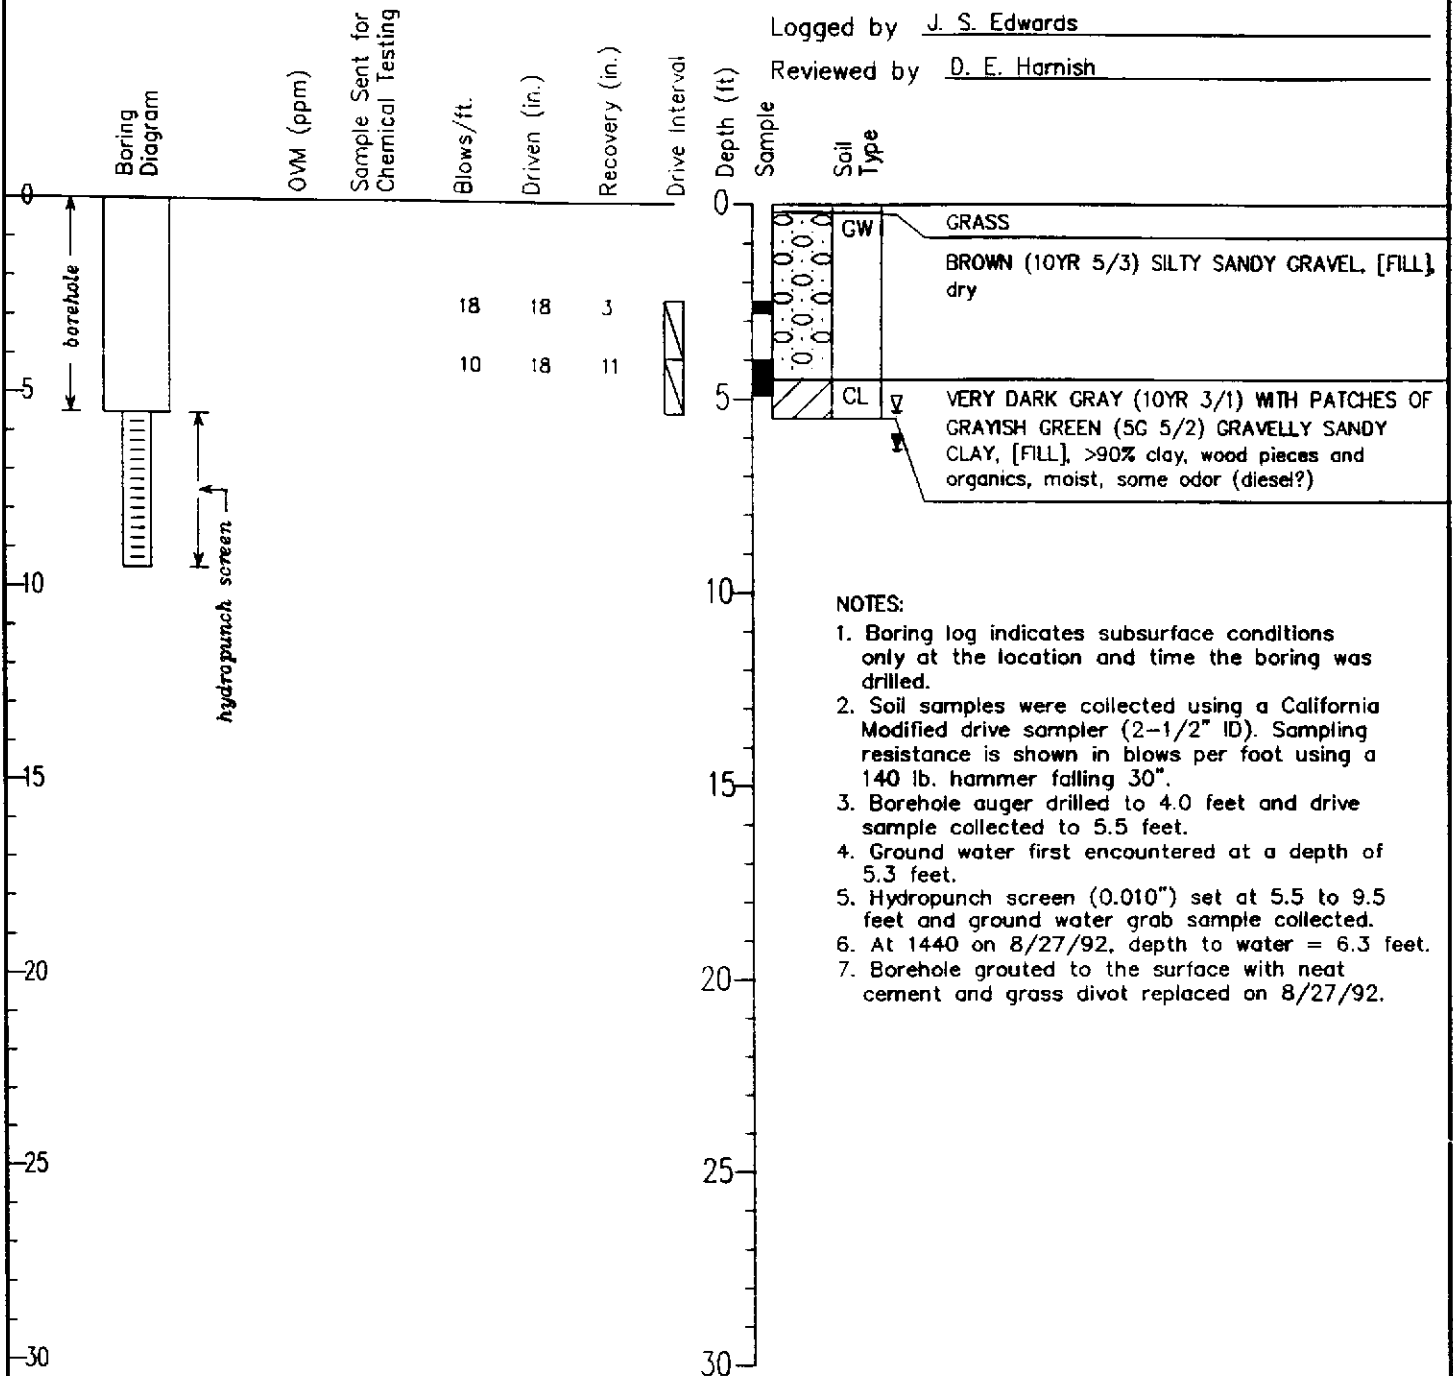 Logged by J. S. Edwards
Reviewed by D. E. Harnish
Boring
Diagram
OVM (ppm)
Sample Sent for
Chemical Testing
Blows/ft.
Driven (in.)
Recovery (in.)
Drive Interval
Depth (ft)
Sample
Soil
Type
0
5
10
15
20
25
30
borehole
hydrapunch screen
18 18 3
10 18 11
0
5
10
15
20
25
30
GW
CL
GRASS
BROWN (10YR 5/3) SILTY SANDY GRAVEL, [FILL],
dry
VERY DARK GRAY (10YR 3/1) WITH PATCHES OF
GRAYISH GREEN (5G 5/2) GRAVELLY SANDY
CLAY, [FILL], >90% clay, wood pieces and
organics, moist, some odor (diesel?)
NOTES:
1. Boring log indicates subsurface conditions
only at the location and time the boring was
drilled.
2. Soil samples were collected using a California
Modified drive sampler (2-1/2" ID). Sampling
resistance is shown in blows per foot using a
140 lb. hammer falling 30".
3. Borehole auger drilled to 4.0 feet and drive
sample collected to 5.5 feet.
4. Ground water first encountered at a depth of
5.3 feet.
5. Hydropunch screen (0.010") set at 5.5 to 9.5
feet and ground water grab sample collected.
6. At 1440 on 8/27/92, depth to water = 6.3 feet.
7. Borehole grouted to the surface with neat
cement and grass divot replaced on 8/27/92.